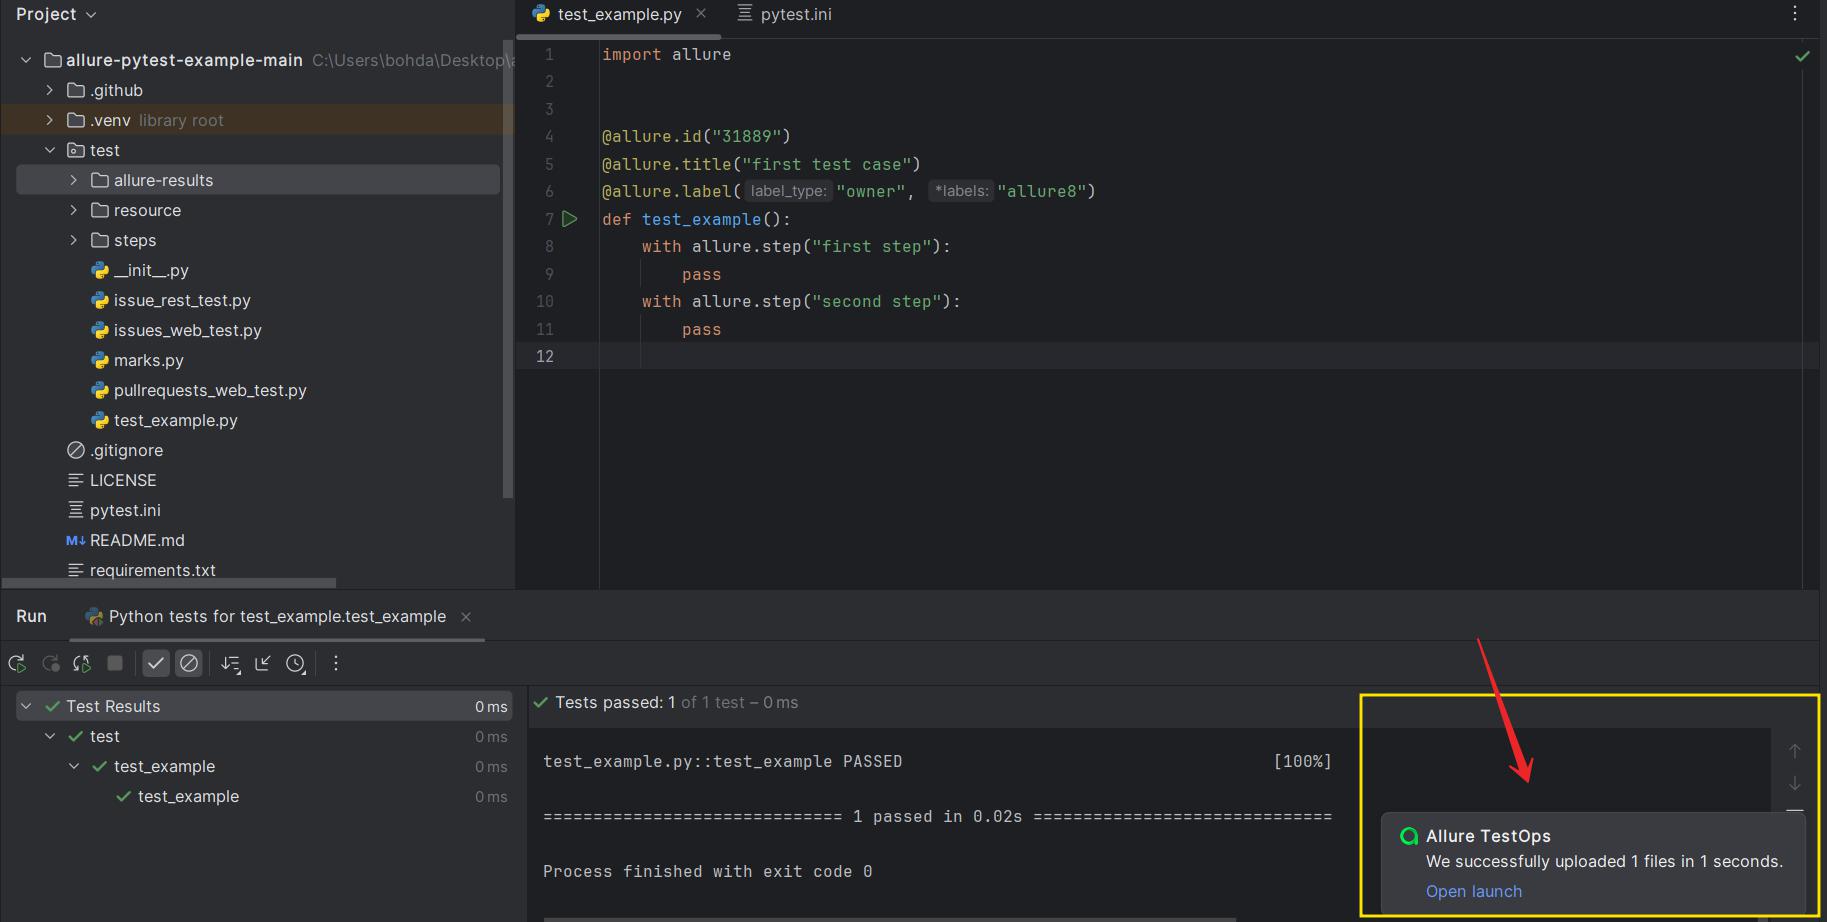 Project
allure-pytest-example-main C:\Users\bohda\Desktop\
.github
.venv library root
test
allure-results
resource
steps
__init__.py
issue_rest_test.py
issues_web_test.py
marks.py
pullrequests_web_test.py
test_example.py
.gitignore
LICENSE
pytest.ini
M↓ README.md
requirements.txt
test_example.py
pytest.ini
1 import allure
2
3
4 @allure.id("31889")
5 @allure.title("first test case")
6 @allure.label( label_type: "owner", *labels: "allure8")
7 def test_example():
8 with allure.step("first step"):
9 pass
10 with allure.step("second step"):
11 pass
12
Run Python tests for test_example.test_example
Test Results 0 ms
test 0 ms
test_example 0 ms
test_example 0 ms
Tests passed: 1 of 1 test – 0 ms
test_example.py::test_example PASSED [100%]
============================== 1 passed in 0.02s ==============================
Process finished with exit code 0
Allure TestOps
We successfully uploaded 1 files in 1 seconds.
Open launch